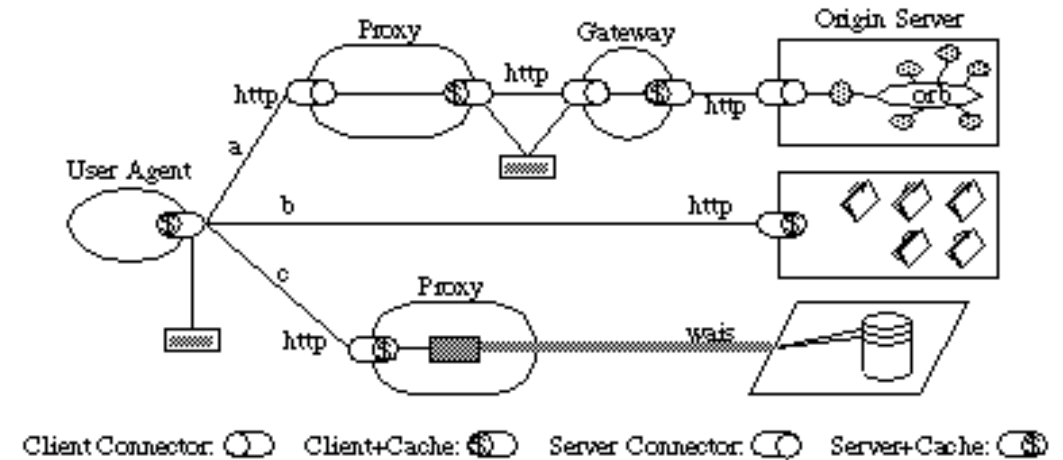 Origin Server
Proxy
Gateway
http
http
http
orb
a
User Agent
b
http
c
Proxy
http
wais
Client Connector:
Client+Cache: $
Server Connector:
Server+Cache: $